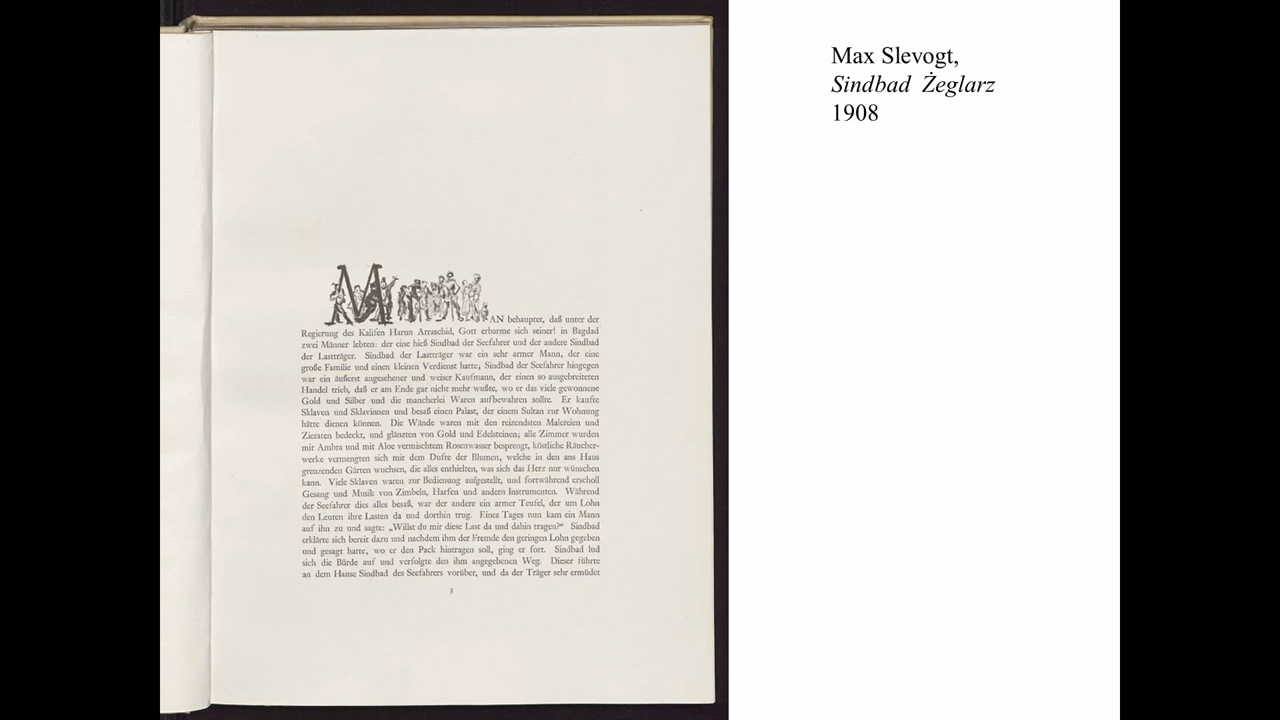 MAN behauptet, daß unter der
Regierung des Kalifen Harun Arraschid, Gott erbarme sich seiner! in Bagdad
zwei Männer lebten: der eine hieß Sindbad der Seefahrer und der andere Sindbad
der Lastträger. Sindbad der Lastträger war ein sehr armer Mann, der eine
große Familie und einen kleinen Verdienst hatte; Sindbad der Seefahrer hingegen
war ein äußerst angesehener und weiser Kaufmann, der einen so ausgebreiteten
Handel trieb, daß er am Ende gar nicht mehr wußte, wo er das viele gewonnene
Gold und Silber und die mancherlei Waren aufbewahren sollte. Er kaufte
Sklaven und Sklavinnen und besaß einen Palast, der einem Sultan zur Wohnung
hätte dienen können. Die Wände waren mit den reizendsten Malereien und
Zieraten bedeckt, und glänzten von Gold und Edelsteinen; alle Zimmer wurden
mit Ambra und mit Aloe vermischtem Rosenwasser besprengt, köstliche Räucher-
werke vermengten sich mit dem Dufte der Blumen, welche in den ans Haus
grenzenden Gärten wuchsen, die alles enthielten, was sich das Herz nur wünschen
kann. Viele Sklaven waren zur Bedienung aufgestellt, und fortwährend erscholl
Gesang und Musik von Zimbeln, Harfen und andern Instrumenten. Während
der Seefahrer dies alles besaß, war der andere ein armer Teufel, der um Lohn
den Leuten ihre Lasten da und dorthin trug. Eines Tages nun kam ein Mann
auf ihn zu und sagte: „Willst du mir diese Last da und dahin tragen?“ Sindbad
erklärte sich bereit dazu und nachdem ihm der Fremde den geringen Lohn gegeben
und gesagt hatte, wo er den Pack hintragen soll, ging er fort. Sindbad lud
sich die Bürde auf und verfolgte den ihm angegebenen Weg. Dieser führte
an dem Hause Sindbad des Seefahrers vorüber, und da der Träger sehr ermüdet
5
Max Slevogt,
Sindbad Żeglarz
1908